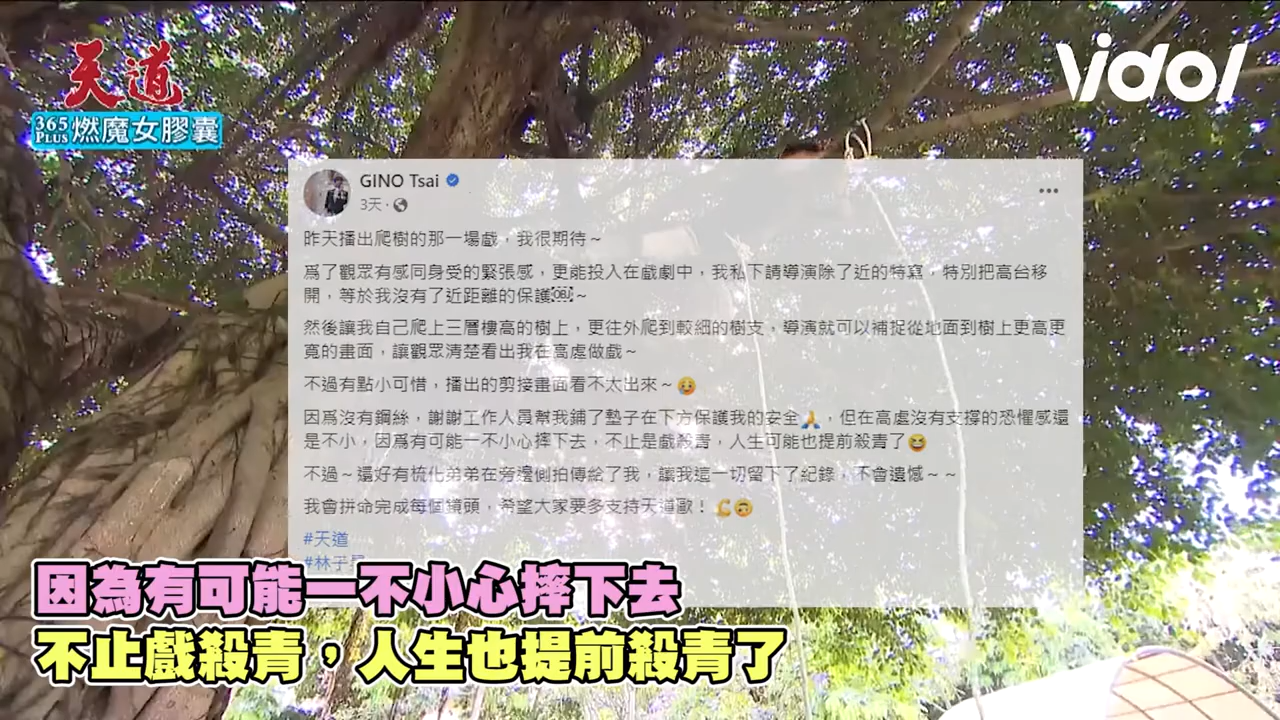 天道
365 PLUS 燃魔女膠囊
Vidol
GINO Tsai
3天
昨天播出爬樹的那一場戲，我很期待～
為了觀眾有感同身受的緊張感，更能投入在戲劇中，我私下請導演除了近的特寫，特別把高台移
開，等於我沒有了近距離的保護OBJ～
然後讓我自己爬上三層樓高的樹上，更往外爬到較細的樹支，導演就可以補捉從地面到樹上更高更
寬的畫面，讓觀眾清楚看出我在高處做戲～
不過有點小可惜，播出的剪接畫面看不太出來～🥲
因為沒有鋼絲，謝謝工作人員幫我鋪了墊子在下方保護我的安全🙏，但在高處沒有支撐的恐懼感還
是不小，因為有可能一不小心摔下去，不止是戲殺青，人生可能也提前殺青了😆
不過～還好有梳化弟弟在旁邊側拍傳給了我，讓我這一切留下了紀錄，不會遺憾～～
我會拼命完成每個鏡頭，希望大家要多支持天道歐！💪🙃
#天道
#林子
因為有可能一不小心摔下去
不止戲殺青，人生也提前殺青了